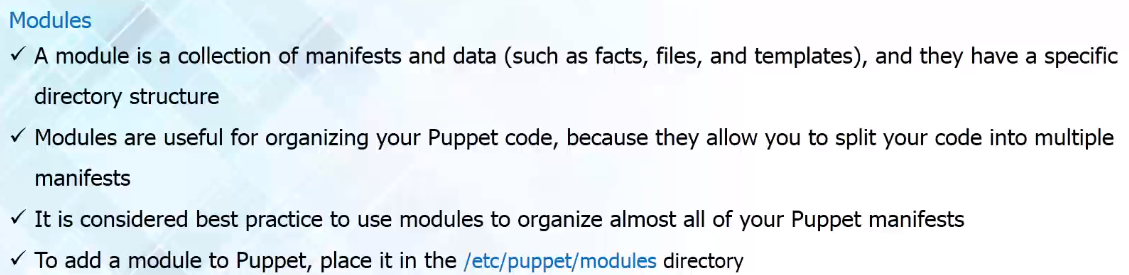 Modules
✓ A module is a collection of manifests and data (such as facts, files, and templates), and they have a specific
directory structure
✓ Modules are useful for organizing your Puppet code, because they allow you to split your code into multiple
manifests
✓ It is considered best practice to use modules to organize almost all of your Puppet manifests
✓ To add a module to Puppet, place it in the /etc/puppet/modules directory